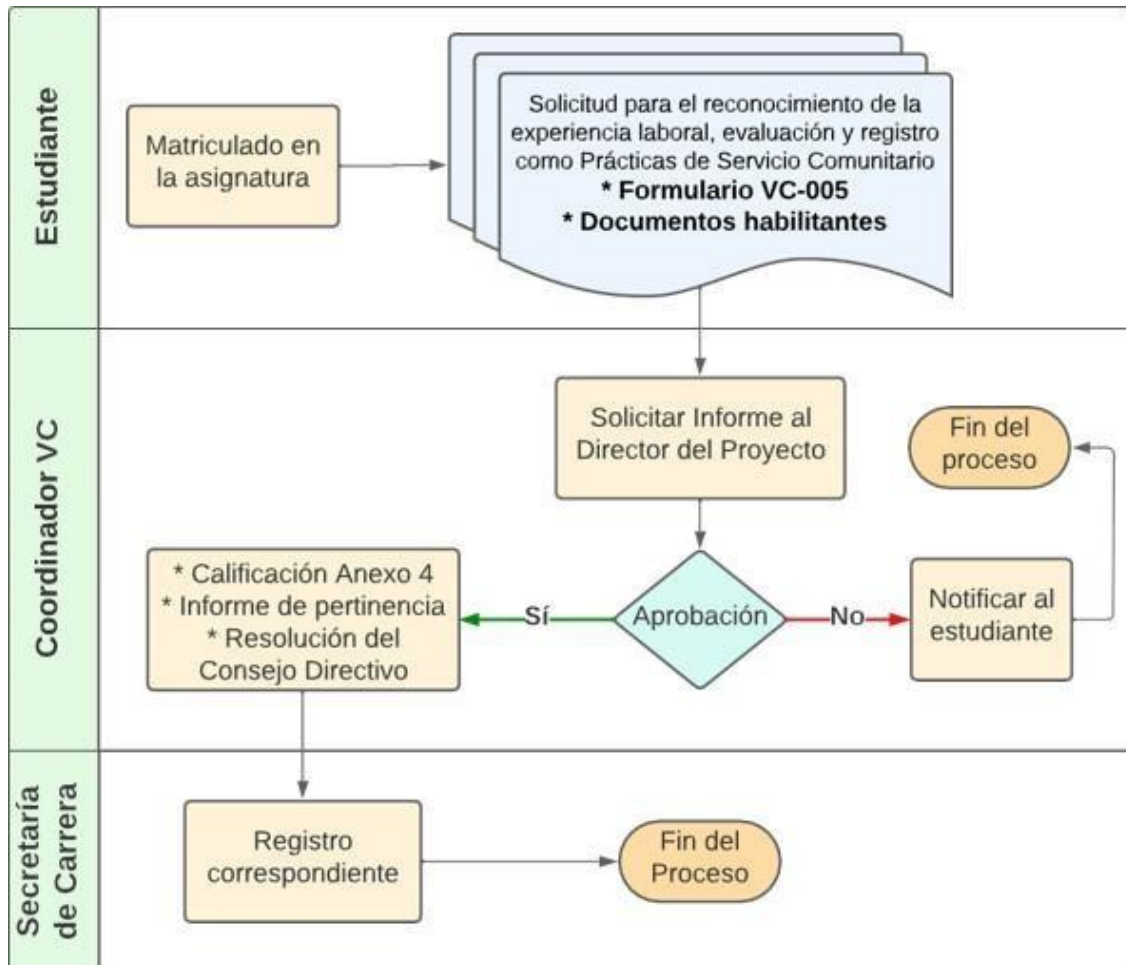 Estudiante
Matriculado en
la asignatura
Solicitud para el reconocimiento de la
experiencia laboral, evaluación y registro
como Prácticas de Servicio Comunitario
* Formulario VC-005
* Documentos habilitantes
Coordinador VC
Solicitar Informe al
Director del Proyecto
Fin del
proceso
* Calificación Anexo 4
* Informe de pertinencia
* Resolución del
Consejo Directivo
Sí
Aprobación
No
Notificar al
estudiante
Secretaría
de Carrera
Registro
correspondiente
Fin del
Proceso